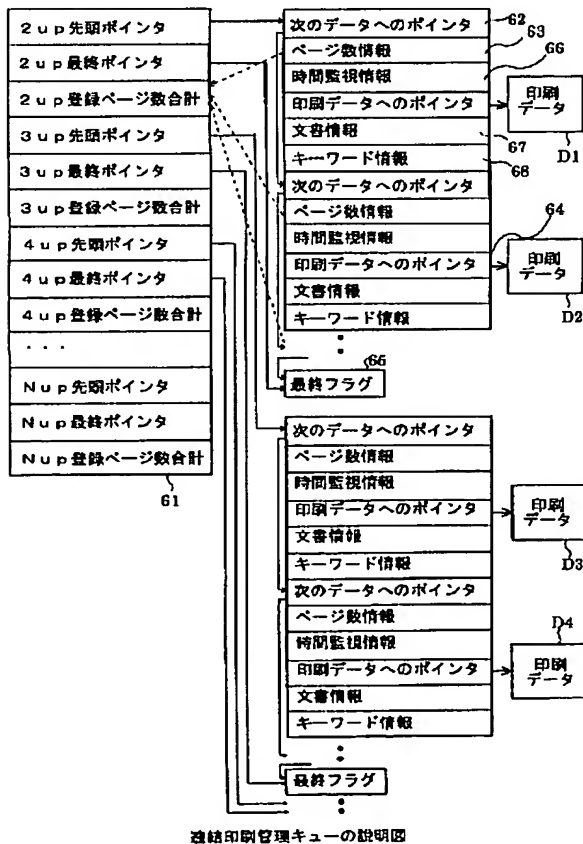 2up先頭ポインタ
2up最終ポインタ
2up登録ページ数合計
3up先頭ポインタ
3up最終ポインタ
3up登録ページ数合計
4up先頭ポインタ
4up最終ポインタ
4up登録ページ数合計
・・・
Nup先頭ポインタ
Nup最終ポインタ
Nup登録ページ数合計
61
次のデータへのポインタ
62
ページ数情報
63
時間監視情報
66
印刷データへのポインタ
文書情報
67
キーワード情報
68
印刷
データ
D1
次のデータへのポインタ
ページ数情報
時間監視情報
印刷データへのポインタ
64
文書情報
キーワード情報
印刷
データ
D2
最終フラグ
65
次のデータへのポインタ
ページ数情報
時間監視情報
印刷データへのポインタ
文書情報
キーワード情報
印刷
データ
D3
次のデータへのポインタ
ページ数情報
時間監視情報
印刷データへのポインタ
文書情報
キーワード情報
D4
印刷
データ
最終フラグ
連結印刷管理キューの説明図